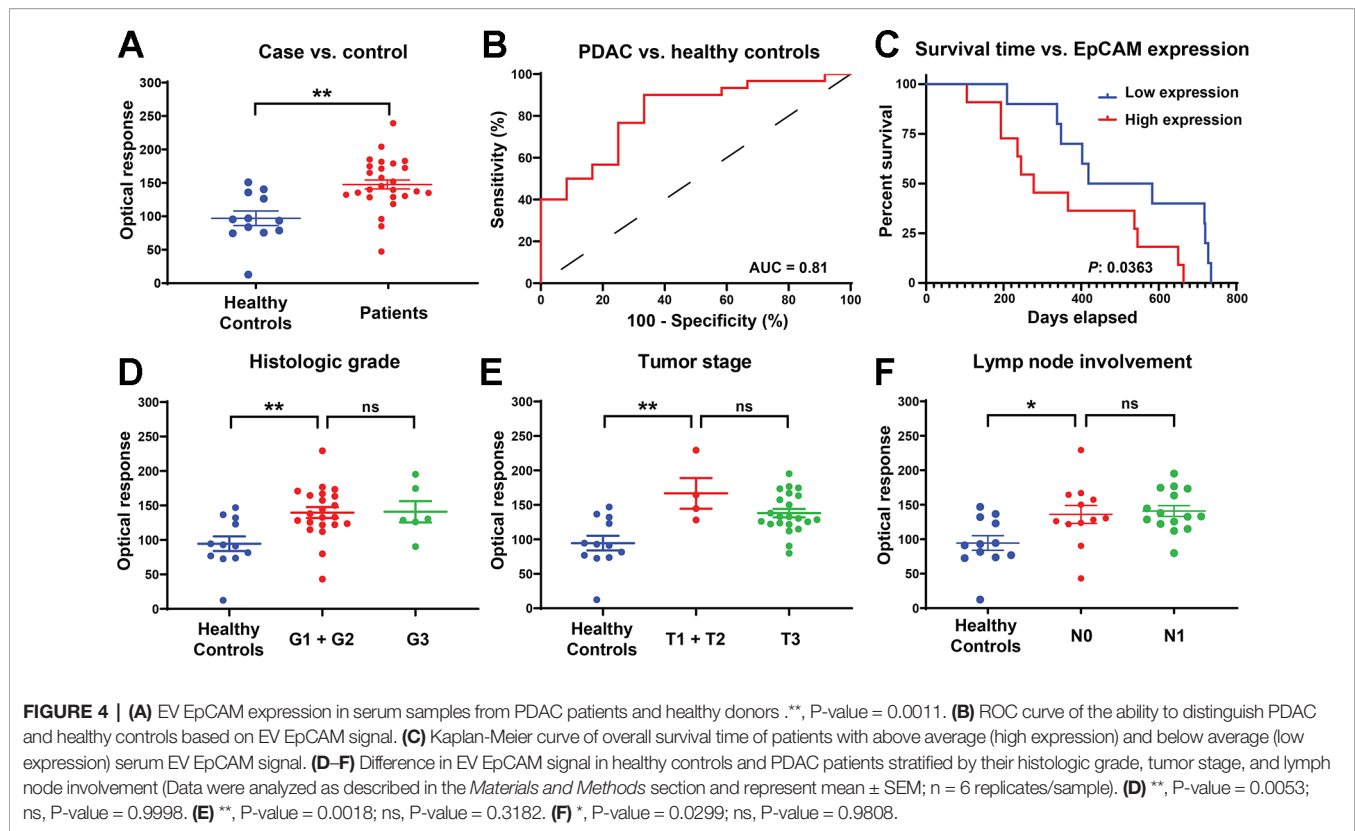 A
Case vs. control
300
250
200
150
100
50
0
Optical response
**
Healthy
Controls
Patients
B
PDAC vs. healthy controls
100
80
60
40
20
0
Sensitivity (%)
0 20 40 60 80 100
100 - Specificity (%)
AUC = 0.81
C
Survival time vs. EpCAM expression
100
75
50
25
0
Percent survival
Low expression
High expression
P: 0.0363
0 200 400 600 800
Days elapsed
D
Histologic grade
300
250
200
150
100
50
0
Optical response
** ns
Healthy
Controls
G1 + G2
G3
E
Tumor stage
300
250
200
150
100
50
0
Optical response
** ns
Healthy
Controls
T1 + T2
T3
F
Lymp node involvement
300
250
200
150
100
50
0
Optical response
* ns
Healthy
Controls
N0
N1
FIGURE 4 | (A) EV EpCAM expression in serum samples from PDAC patients and healthy donors .**, P-value = 0.0011. (B) ROC curve of the ability to distinguish PDAC
and healthy controls based on EV EpCAM signal. (C) Kaplan-Meier curve of overall survival time of patients with above average (high expression) and below average (low
expression) serum EV EpCAM signal. (D–F) Difference in EV EpCAM signal in healthy controls and PDAC patients stratified by their histologic grade, tumor stage, and lymph
node involvement (Data were analyzed as described in the Materials and Methods section and represent mean ± SEM; n = 6 replicates/sample). (D) **, P-value = 0.0053;
ns, P-value = 0.9998. (E) **, P-value = 0.0018; ns, P-value = 0.3182. (F) *, P-value = 0.0299; ns, P-value = 0.9808.